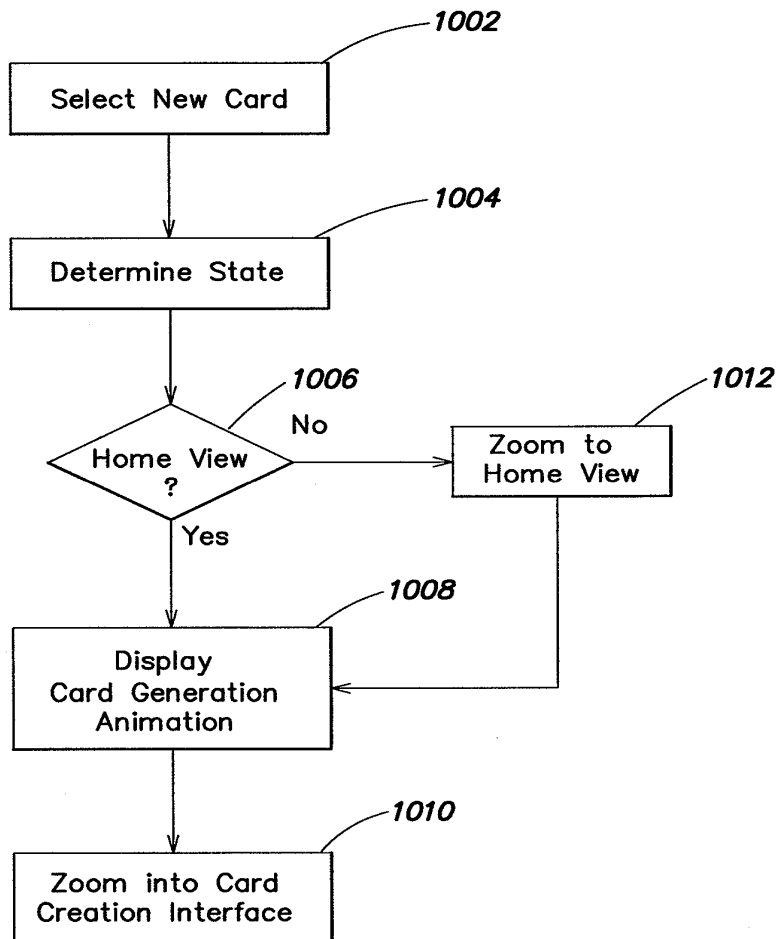 1002
Select New Card
1004
Determine State
1006
Home View
?
No
1012
Zoom to
Home View
Yes
1008
Display
Card Generation
Animation
1010
Zoom into Card
Creation Interface